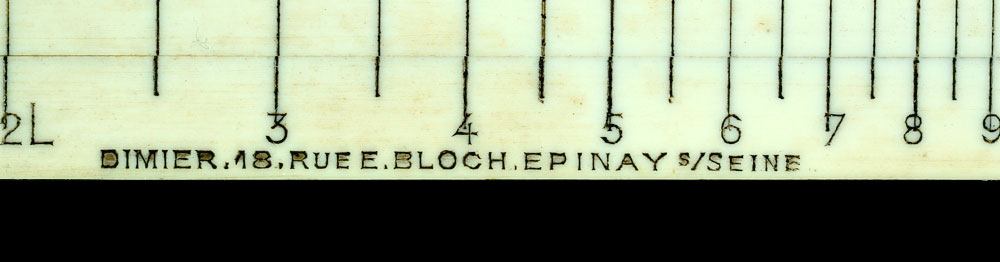 2L 3 4 5 6 7 8 9
DIMIER.18.RUE E.BLOCH.EPINAY S/SEINE